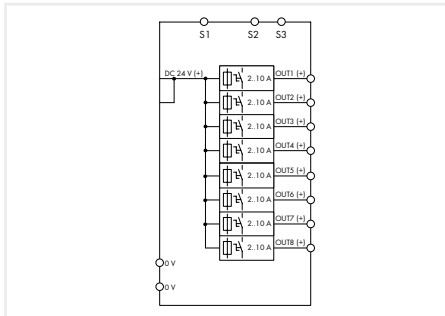 S1 S2 S3
DC 24 V (+) 2..10 A OUT1 (+)
2..10 A OUT2 (+)
2..10 A OUT3 (+)
2..10 A OUT4 (+)
2..10 A OUT5 (+)
2..10 A OUT6 (+)
2..10 A OUT7 (+)
2..10 A OUT8 (+)
0 V
0 V